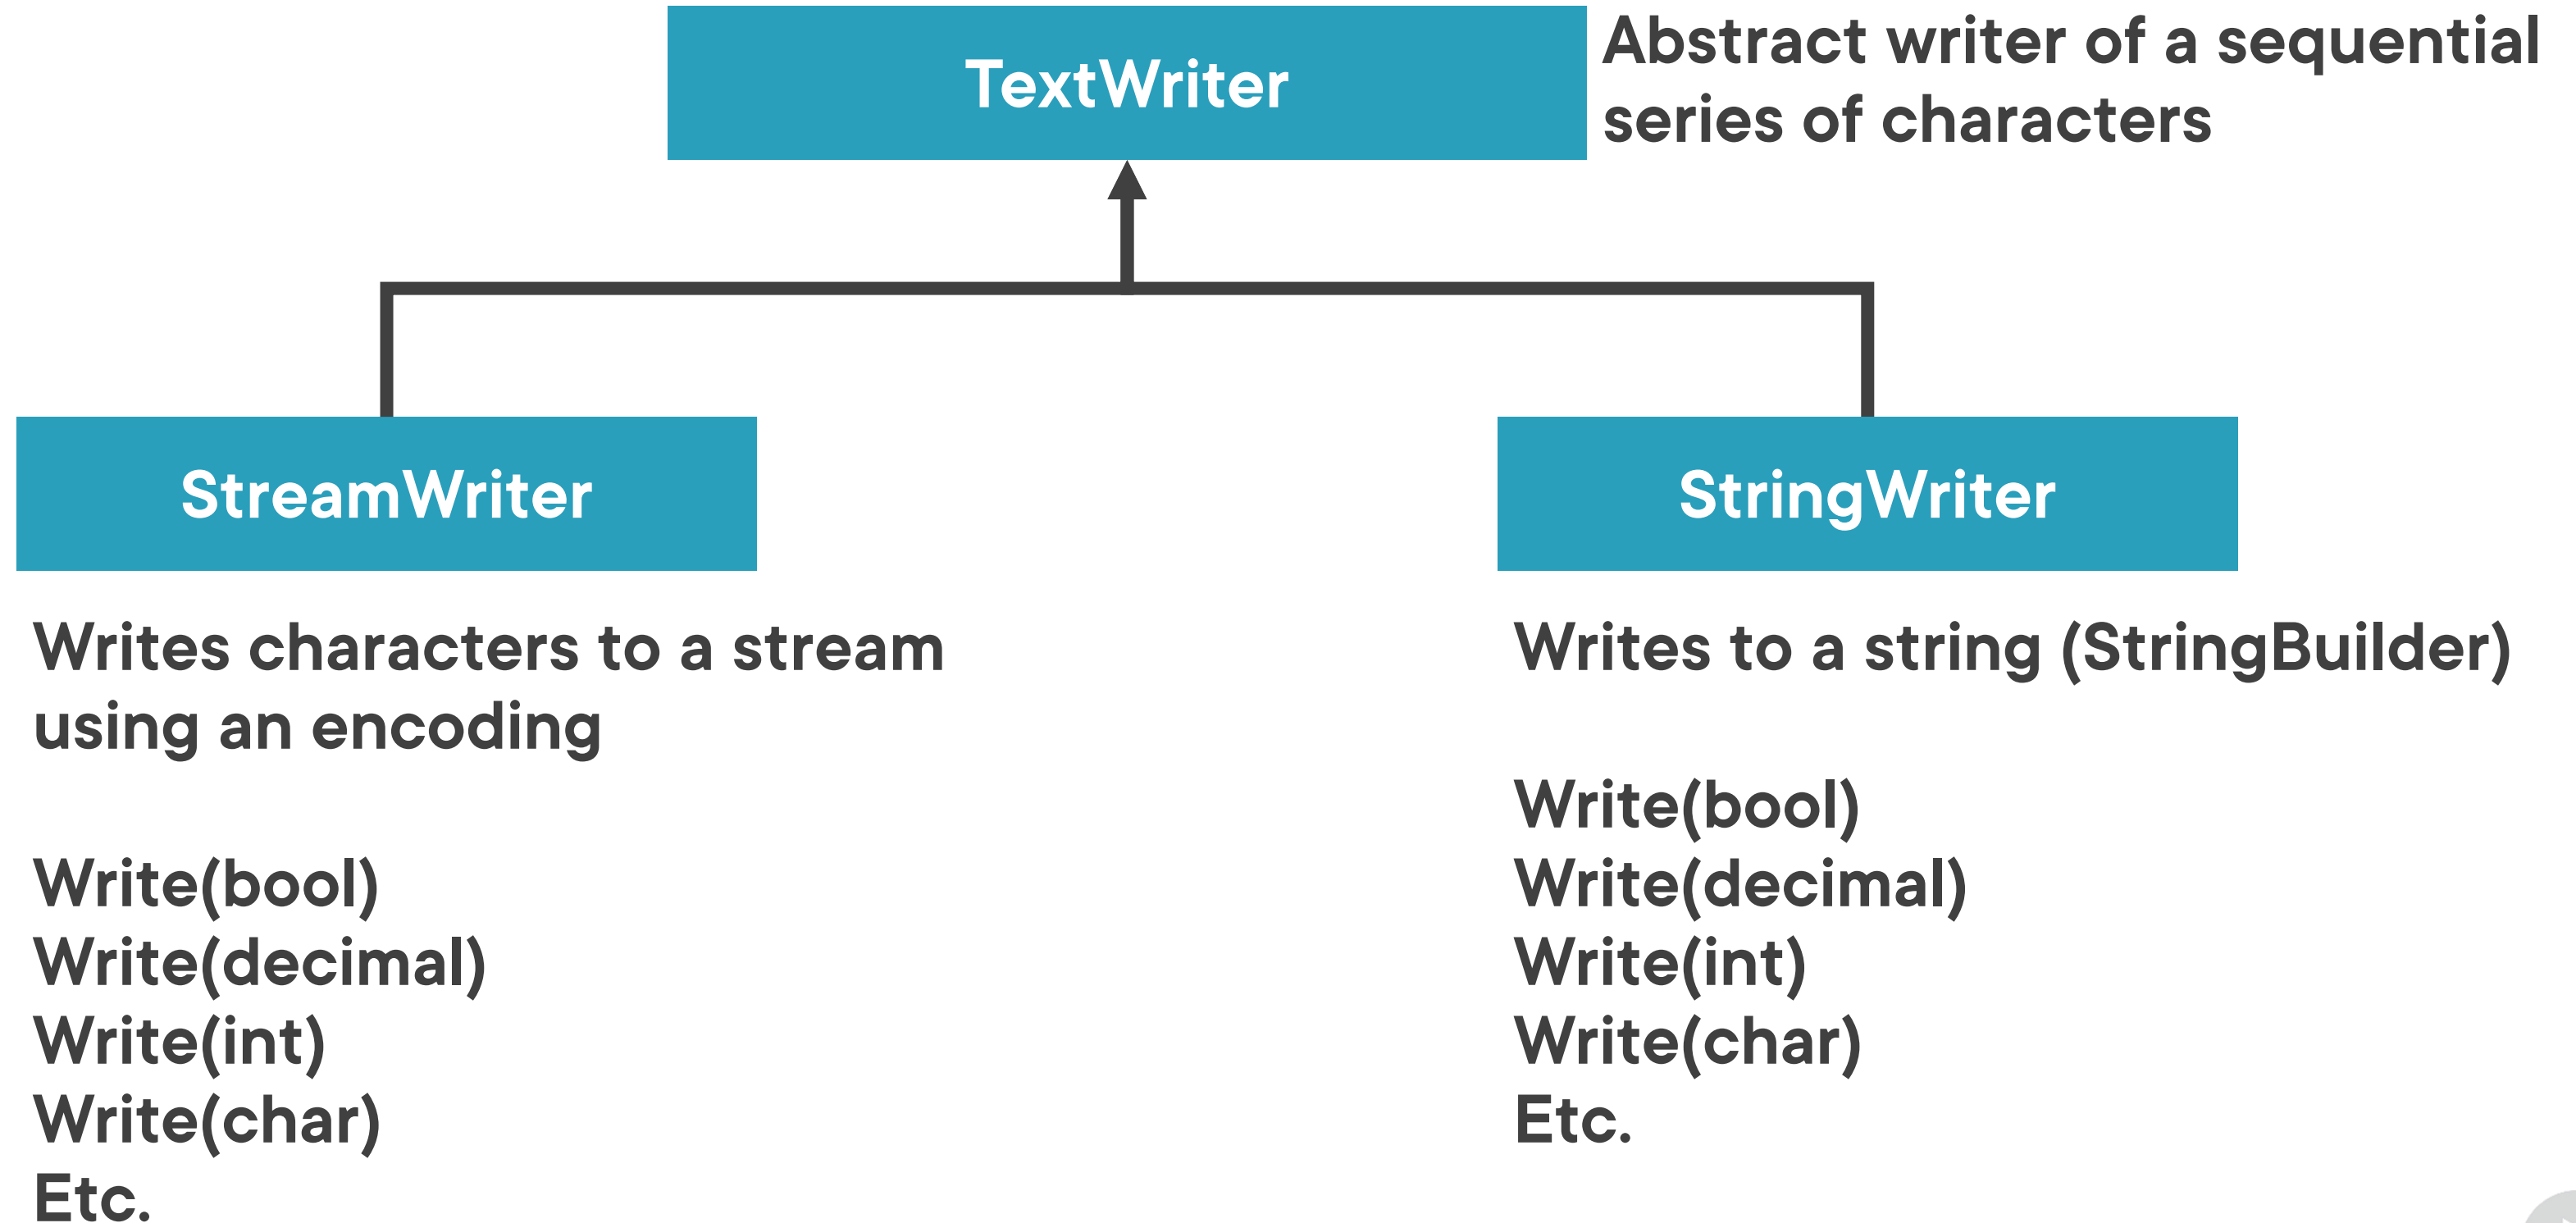 TextWriter
Abstract writer of a sequential
series of characters
StreamWriter
Writes characters to a stream
using an encoding
Write(bool)
Write(decimal)
Write(int)
Write(char)
Etc.
StringWriter
Writes to a string (StringBuilder)
Write(bool)
Write(decimal)
Write(int)
Write(char)
Etc.